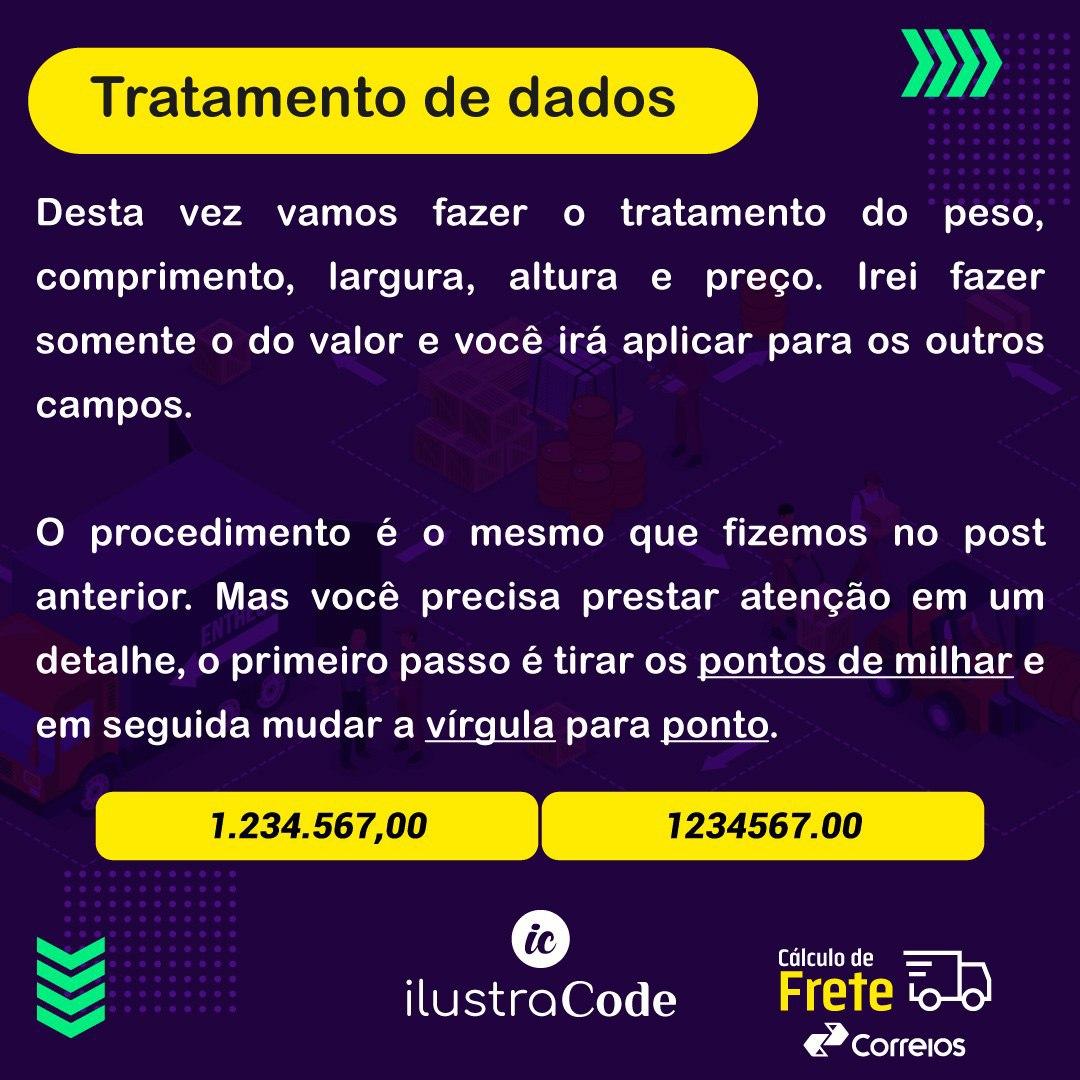 Tratamento de dados
Desta vez vamos fazer o tratamento do peso,
comprimento, largura, altura e preço. Irei fazer
somente o do valor e você irá aplicar para os outros
campos.
O procedimento é o mesmo que fizemos no post
anterior. Mas você precisa prestar atenção em um
detalhe, o primeiro passo é tirar os pontos de milhar e
em seguida mudar a vírgula para ponto.
1.234.567,00
1234567.00
ic
ilustraCode
Cálculo de
Frete
Correios